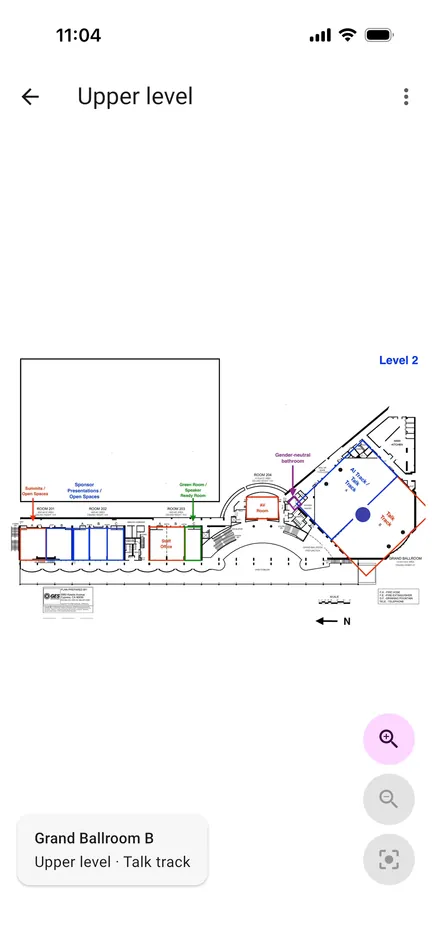 11:04
Upper level
Level 2
Gender-neutral
bathroom
Summits /
Open Spaces
Sponsor
Presentations /
Open Spaces
Green Room /
Speaker
Ready Room
ROOM 201
ROOM 202
ROOM 203
ROOM 204
AV
Room
Staff
Office
AI Track /
Talk
Track
Talk
Track
GRAND BALLROOM
SCALE
N
Grand Ballroom B
Upper level · Talk track